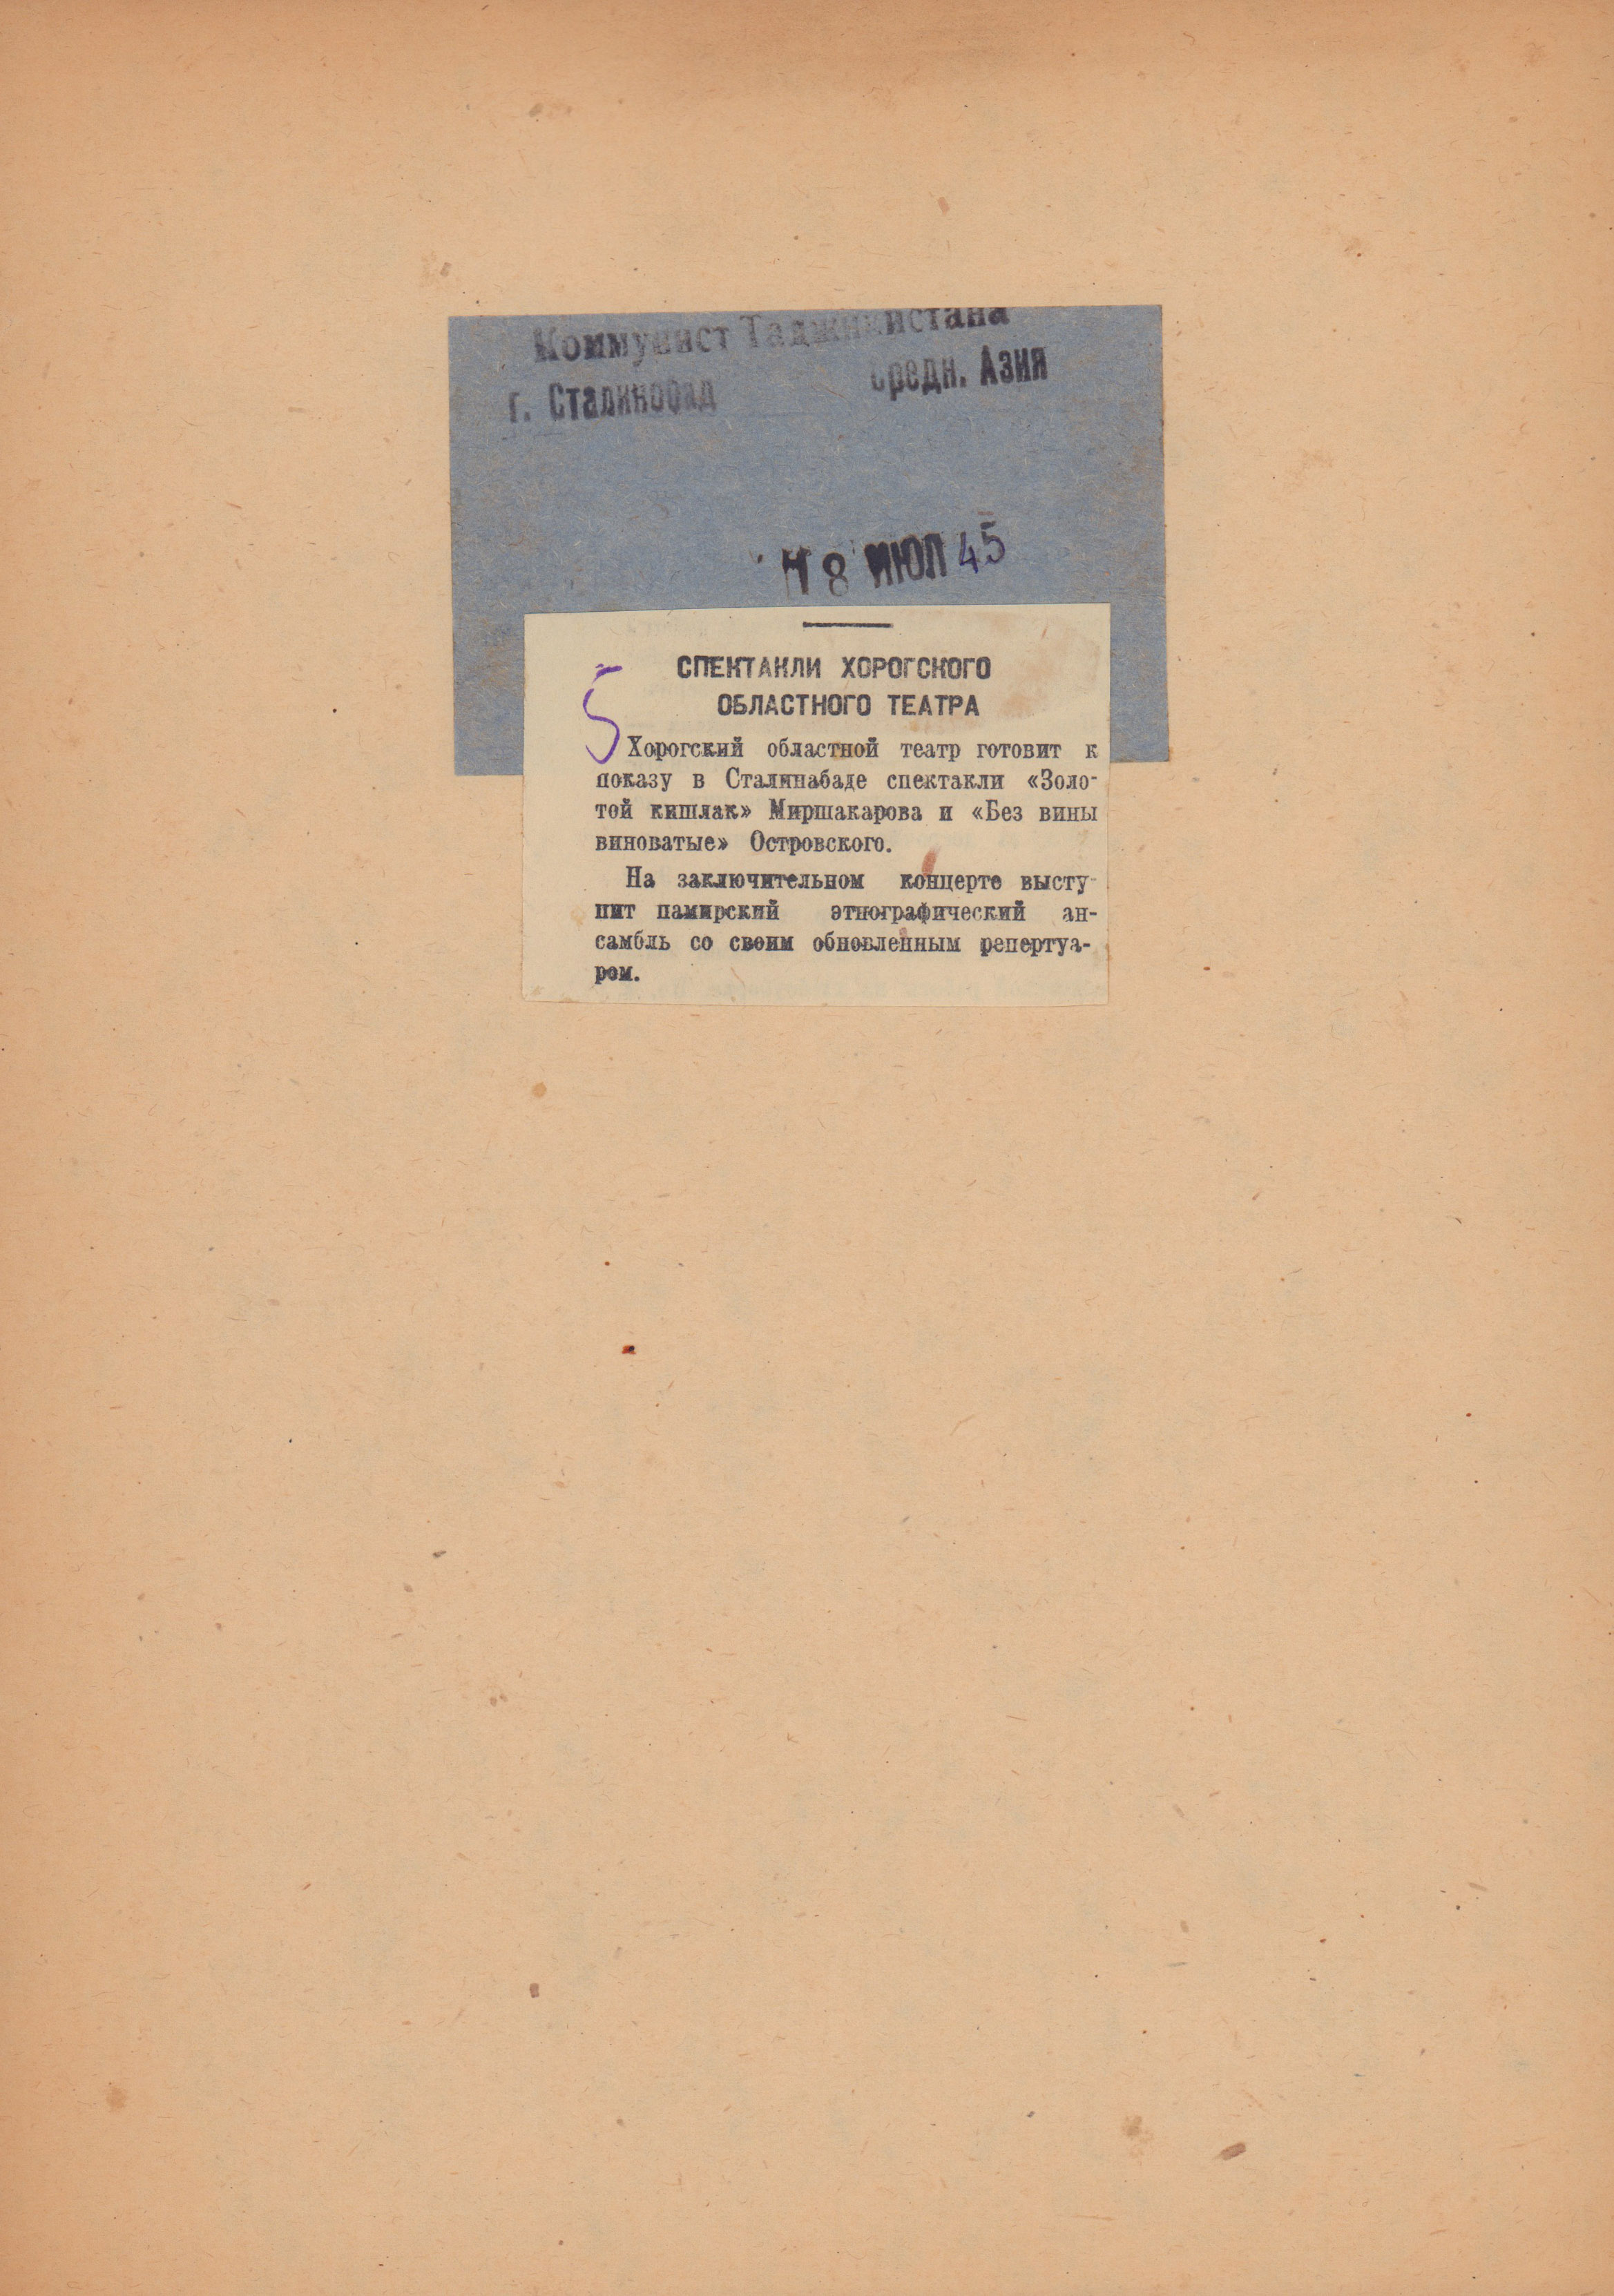 Коммунист Таджикистана
г. Сталинобад Средн. Азия
18 ИЮЛ 45
5
СПЕКТАКЛИ ХОРОГСКОГО
ОБЛАСТНОГО ТЕАТРА
Хорогский областной театр готовит к
показу в Сталинабаде спектакли «Золо-
той кишлак» Миршакарова и «Без вины
виноватые» Островского.
На заключительном концерте высту-
пит памирский этнографический ан-
самбль со своим обновленным репертуа-
ром.